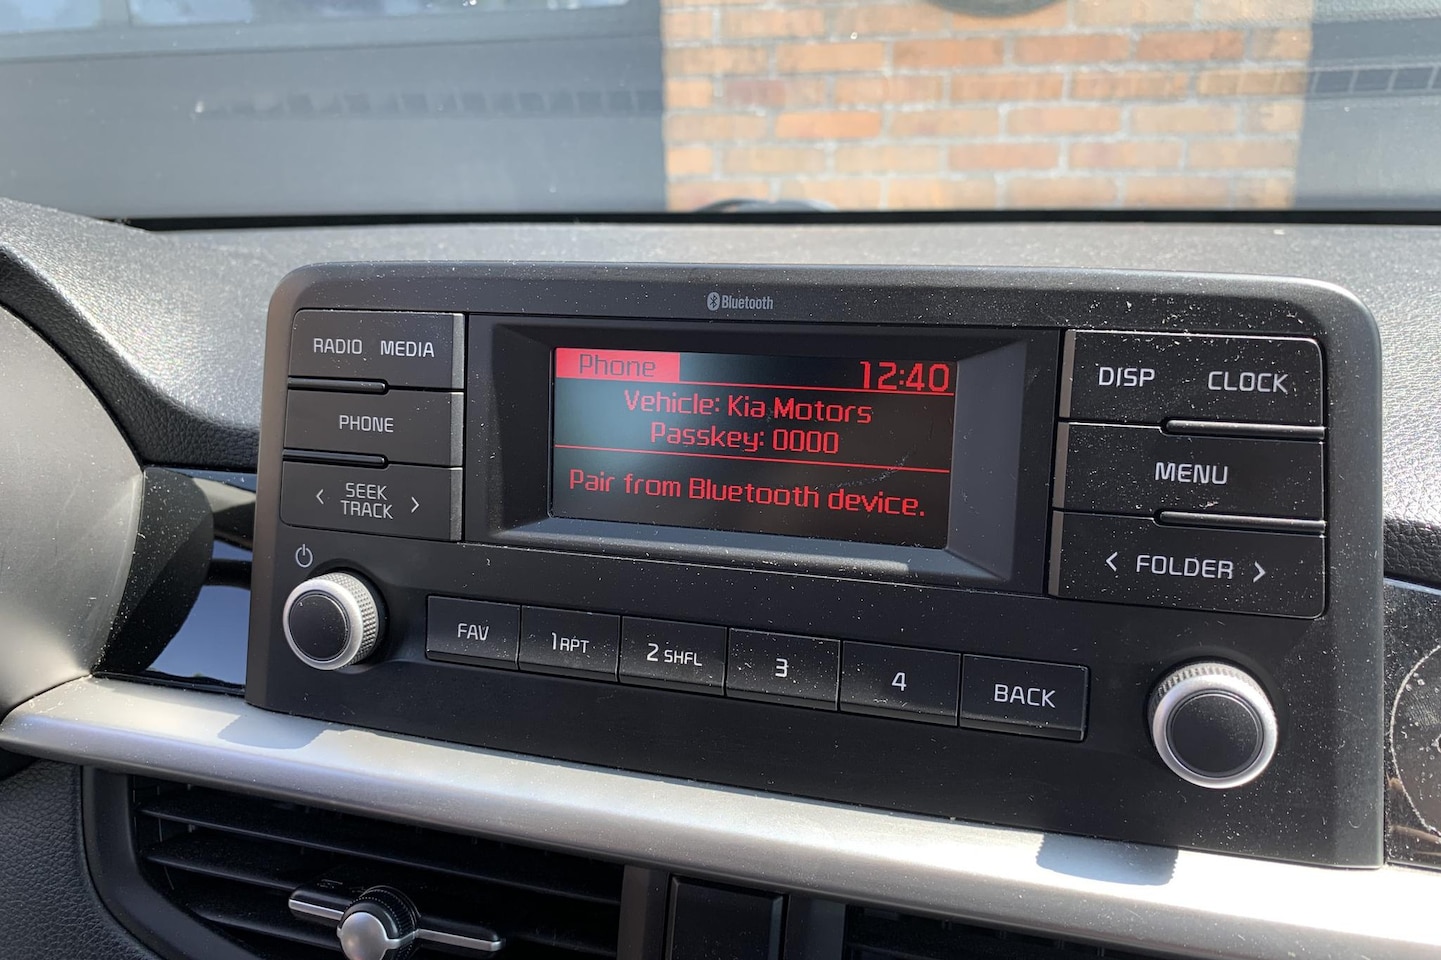 Bluetooth
RADIO MEDIA
PHONE
< SEEK TRACK >
Phone 12:40
Vehicle: Kia Motors
Passkey: 0000
Pair from Bluetooth device.
DISP CLOCK
MENU
< FOLDER >
FAV 1 RPT 2 SHFL 3 4 BACK